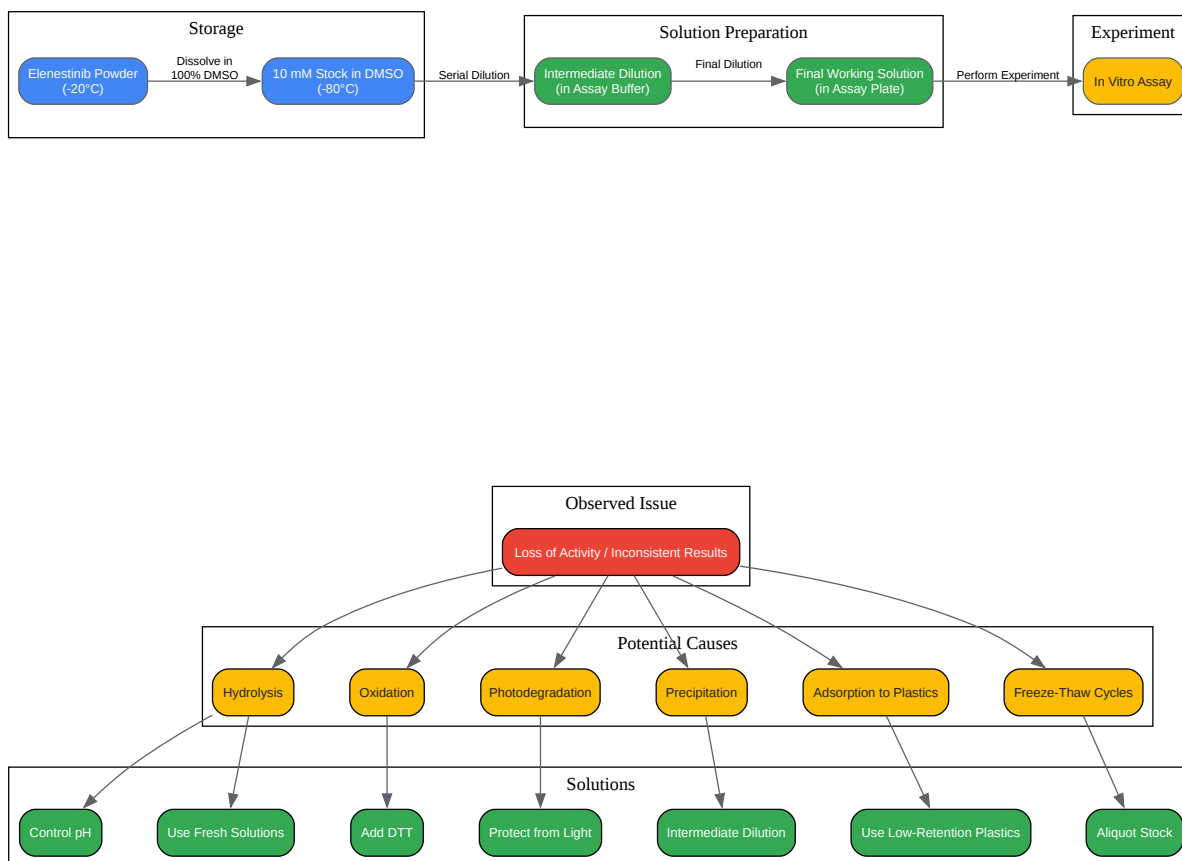 Storage
Solution Preparation
Experiment
Elenestinib Powder
(-20°C)
Dissolve in
100% DMSO
10 mM Stock in DMSO
(-80°C)
Serial Dilution
Intermediate Dilution
(in Assay Buffer)
Final Dilution
Final Working Solution
(in Assay Plate)
Perform Experiment
In Vitro Assay
Observed Issue
Loss of Activity / Inconsistent Results
Potential Causes
Hydrolysis
Oxidation
Photodegradation
Precipitation
Adsorption to Plastics
Freeze-Thaw Cycles
Solutions
Control pH
Use Fresh Solutions
Add DTT
Protect from Light
Intermediate Dilution
Use Low-Retention Plastics
Aliquot Stock